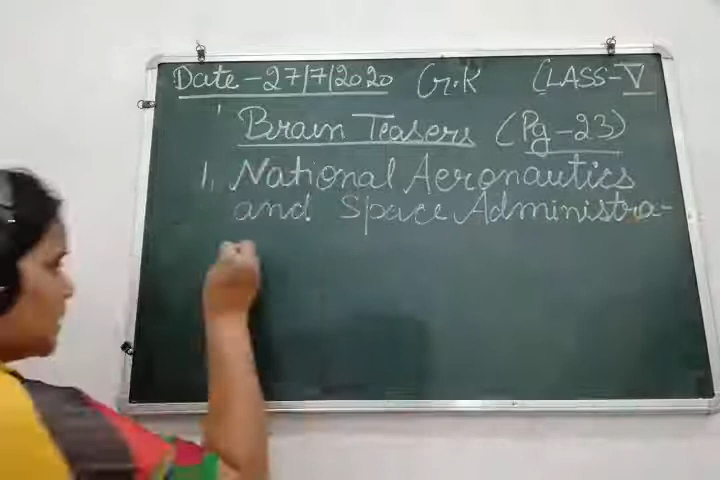 Date - 27/7/2020 G.K CLASS-V
Brain Teasers (Pg-23)
1. National Aeronautics
and Space Administra-